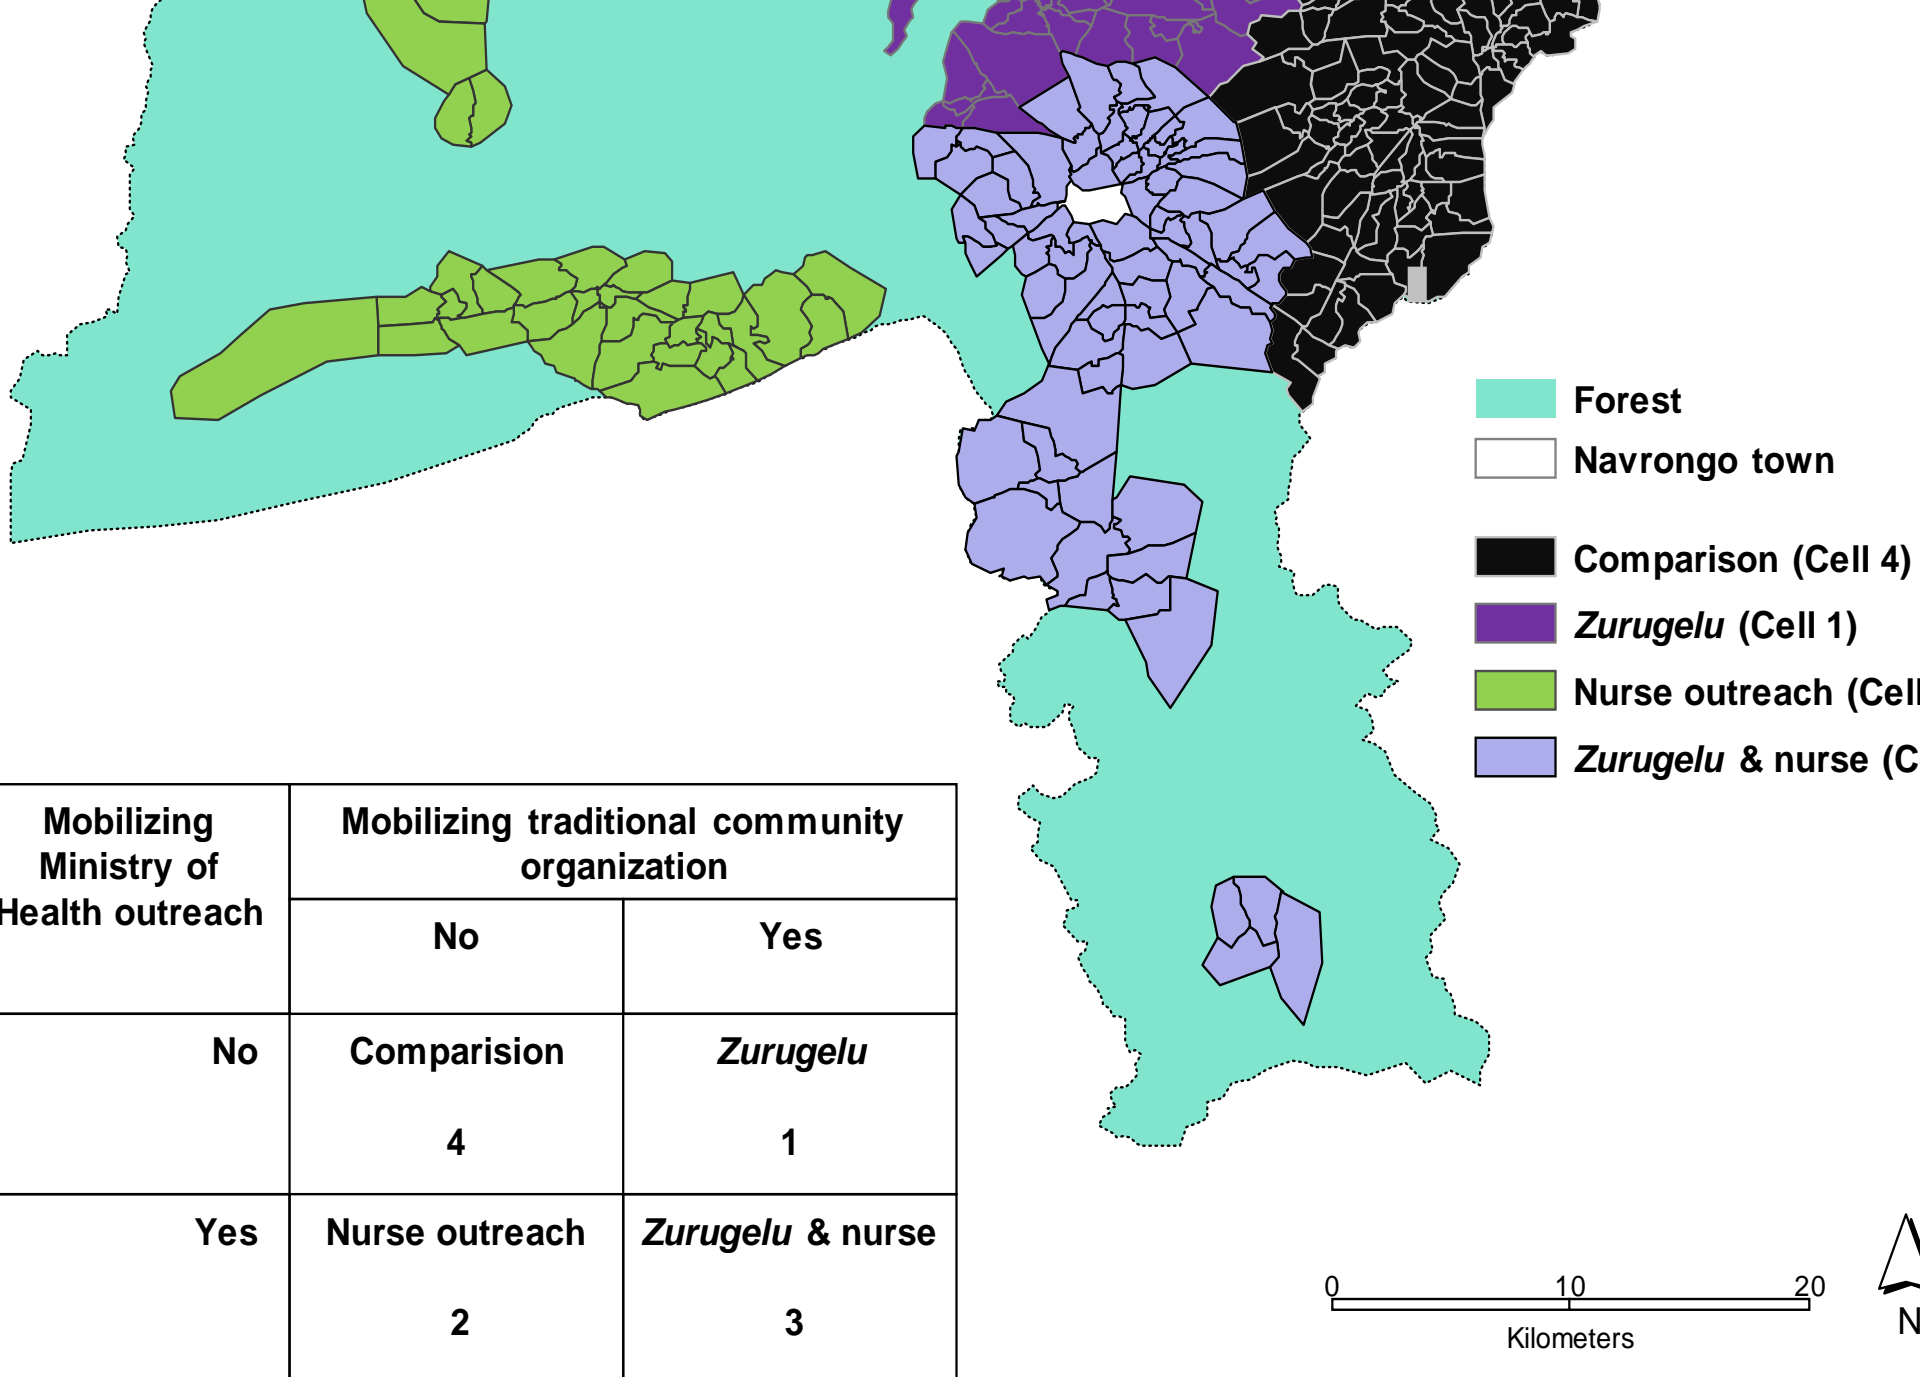 Forest
Navrongo town
Comparison (Cell 4)
Zurugelu (Cell 1)
Nurse outreach (Cell
Zurugelu & nurse (C
Mobilizing
Ministry of
Health outreach
Mobilizing traditional community
organization
No
Yes
No
Comparision
Zurugelu
4
1
Yes
Nurse outreach
Zurugelu & nurse
2
3
0 10 20
Kilometers
N